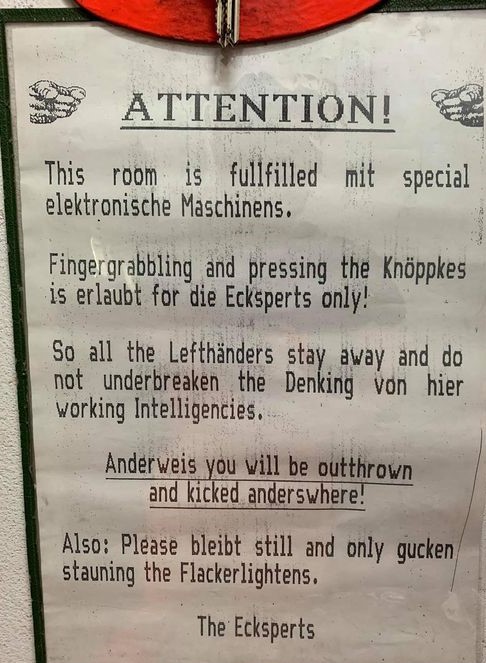 ATTENTION!
This room is fullfilled mit special
elektronische Maschinens.
Fingergrabbling and pressing the Knöppkes
is erlaubt for die Ecksperts only!
So all the Lefthänders stay away and do
not underbreaken the Denking von hier
working Intelligencies.
Anderweis you will be outthrown
and kicked anderswhere!
Also: Please bleibt still and only gucken
stauning the Flackerlightens.
The Ecksperts